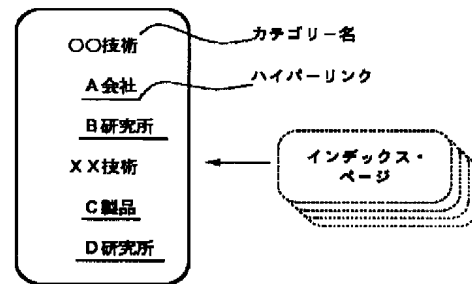 〇〇技術
A会社
B研究所
××技術
C製品
D研究所
カテゴリー名
ハイパーリンク
インデックス・
ページ